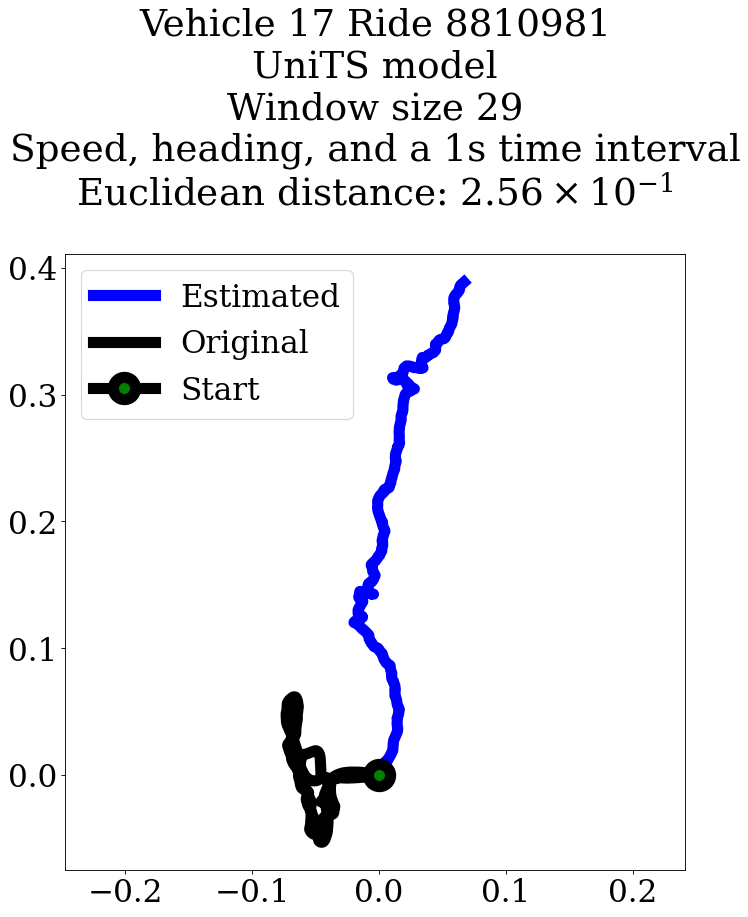 Vehicle 17 Ride 8810981
UniTS model
Window size 29
Speed, heading, and a 1s time interval
Euclidean distance: 2.56 × 10⁻¹
Estimated
Original
Start
0.4
0.3
0.2
0.1
0.0
−0.2 −0.1 0.0 0.1 0.2